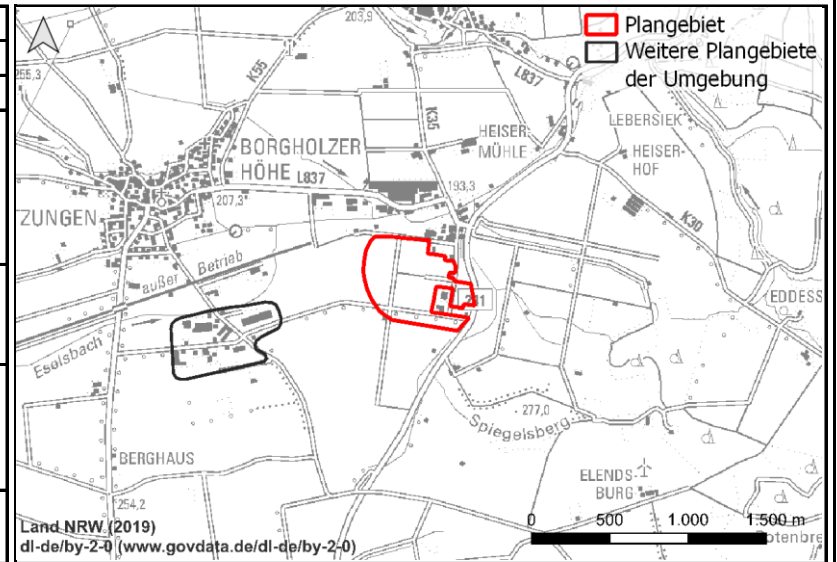 203,9
Plangebiet
Weitere Plangebiete
der Umgebung
L837
255,3
K55
K35
LEBERSIEK
HEISER-
MÜHLE
HEISER-
HOF
BORGHOLZER
HÖHE L837
193,3
207,3
TZUNGEN
K30
außer Betrieb
241
EDDESS
Eselsbach
277,0
Spiegelsberg
BERGHAUS
ELENDS-
BURG
254,2
0 500 1.000 1.500 m
Land NRW (2019)
dl-de/by-2-0 (www.govdata.de/dl-de/by-2-0)